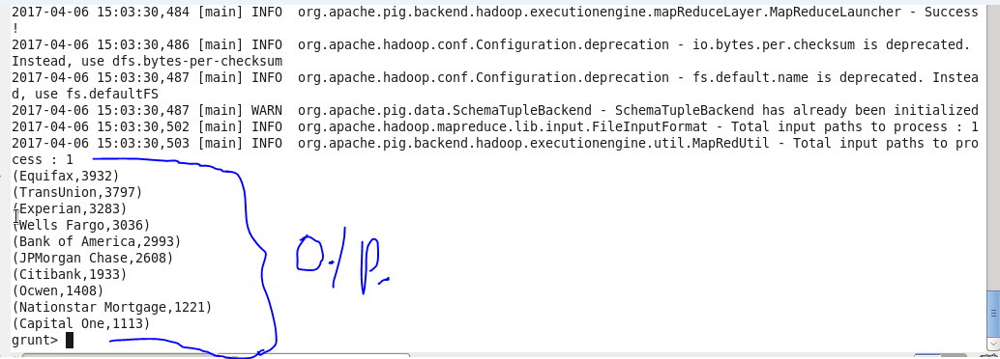 2017-04-06 15:03:30,484 [main] INFO  org.apache.pig.backend.hadoop.executionengine.mapReduceLayer.MapReduceLauncher - Success
!
2017-04-06 15:03:30,486 [main] INFO  org.apache.hadoop.conf.Configuration.deprecation - io.bytes.per.checksum is deprecated.
Instead, use dfs.bytes-per-checksum
2017-04-06 15:03:30,487 [main] INFO  org.apache.hadoop.conf.Configuration.deprecation - fs.default.name is deprecated. Instea
d, use fs.defaultFS
2017-04-06 15:03:30,487 [main] WARN  org.apache.pig.data.SchemaTupleBackend - SchemaTupleBackend has already been initialized
2017-04-06 15:03:30,502 [main] INFO  org.apache.hadoop.mapreduce.lib.input.FileInputFormat - Total input paths to process : 1
2017-04-06 15:03:30,503 [main] INFO  org.apache.pig.backend.hadoop.executionengine.util.MapRedUtil - Total input paths to pro
cess : 1
(Equifax,3932)
(TransUnion,3797)
(Experian,3283)
(Wells Fargo,3036)
(Bank of America,2993)
(JPMorgan Chase,2608)
(Citibank,1933)
(Ocwen,1408)
(Nationstar Mortgage,1221)
(Capital One,1113)
grunt>
O./P.